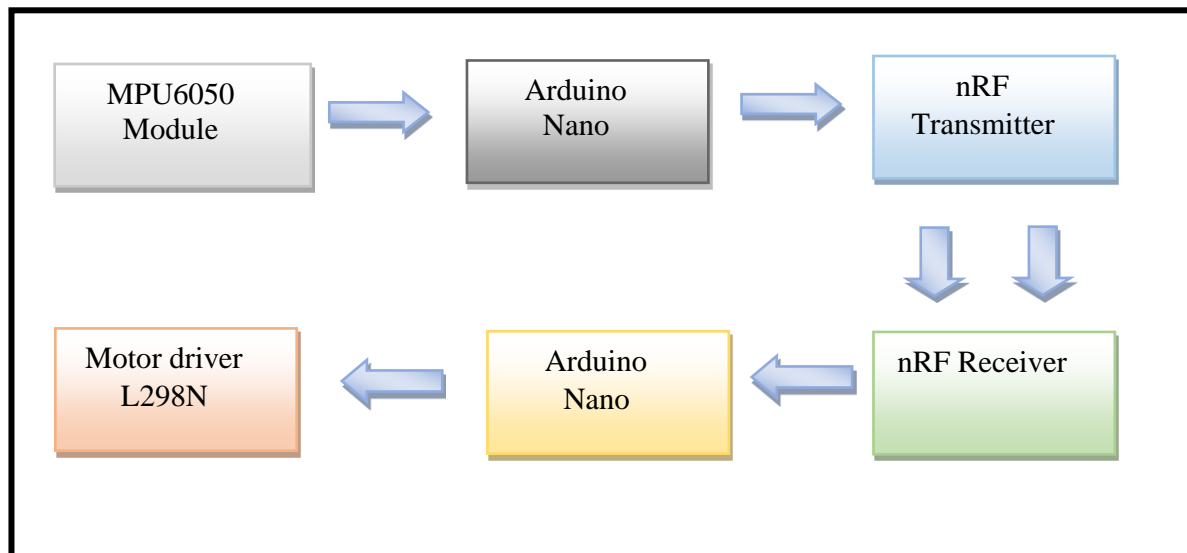 MPU6050
Module
Arduino
Nano
nRF
Transmitter
Motor driver
L298N
Arduino
Nano
nRF Receiver